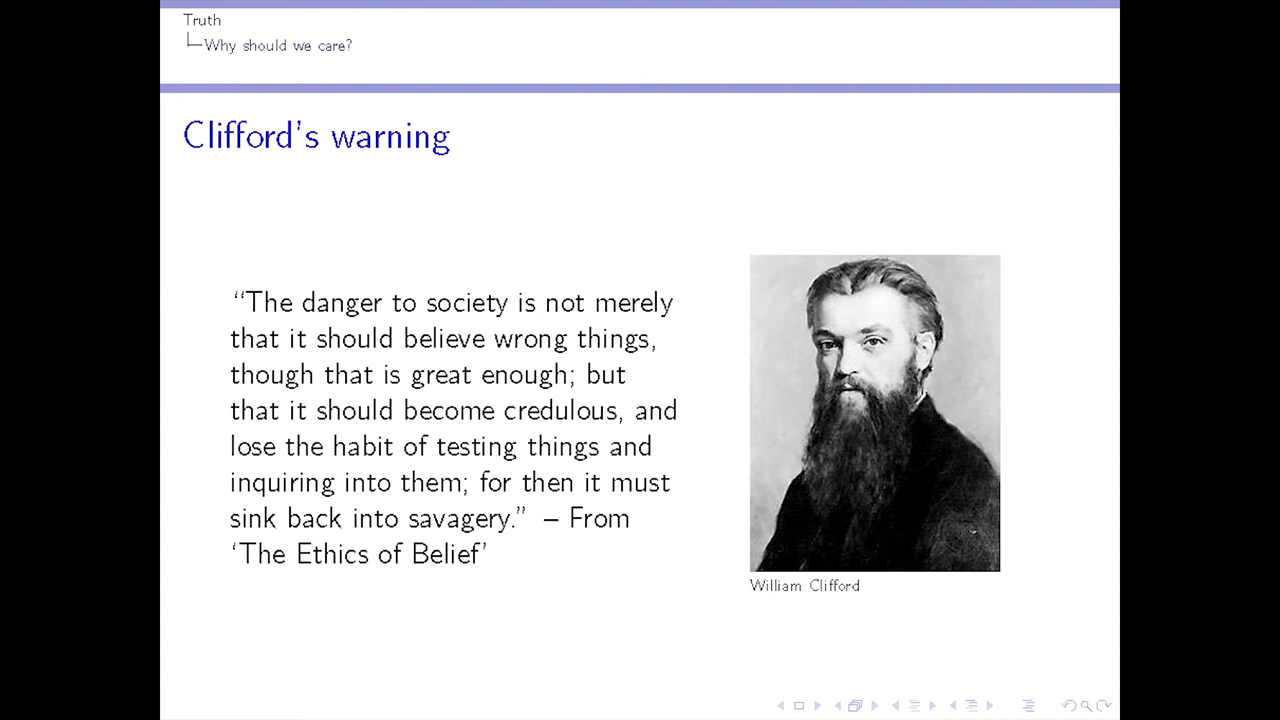 Truth
Why should we care?
Clifford's warning
“The danger to society is not merely
that it should believe wrong things,
though that is great enough; but
that it should become credulous, and
lose the habit of testing things and
inquiring into them; for then it must
sink back into savagery.” – From
‘The Ethics of Belief’
William Clifford